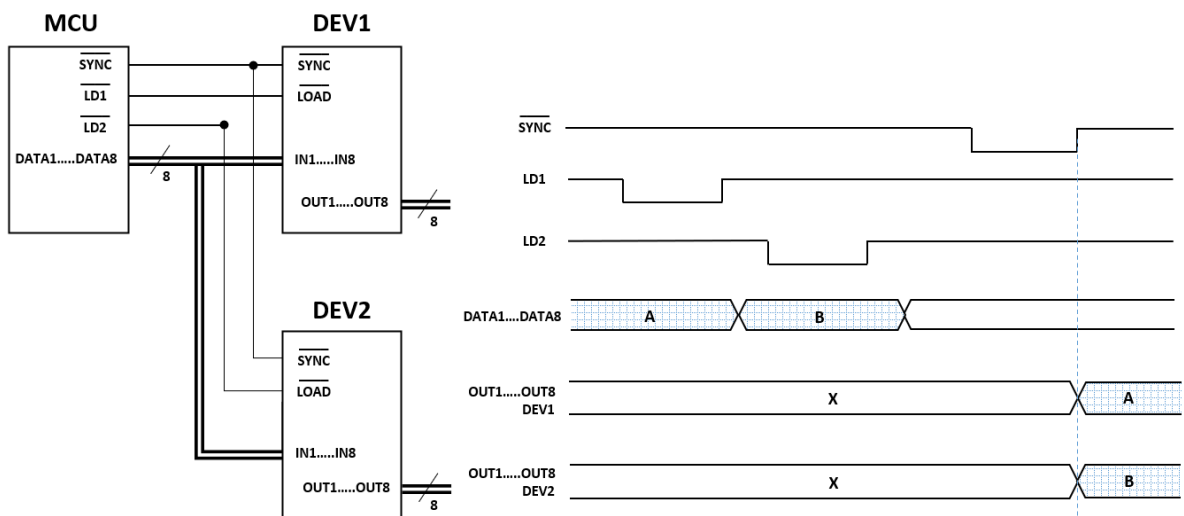 MCU
DEV1
SYNC
LD1
LD2
DATA1.....DATA8
8
SYNC
LOAD
IN1.....IN8
OUT1.....OUT8
8
DEV2
SYNC
LOAD
IN1.....IN8
OUT1.....OUT8
8
SYNC
LD1
LD2
DATA1....DATA8
A
B
OUT1.....OUT8
DEV1
X
A
OUT1.....OUT8
DEV2
X
B